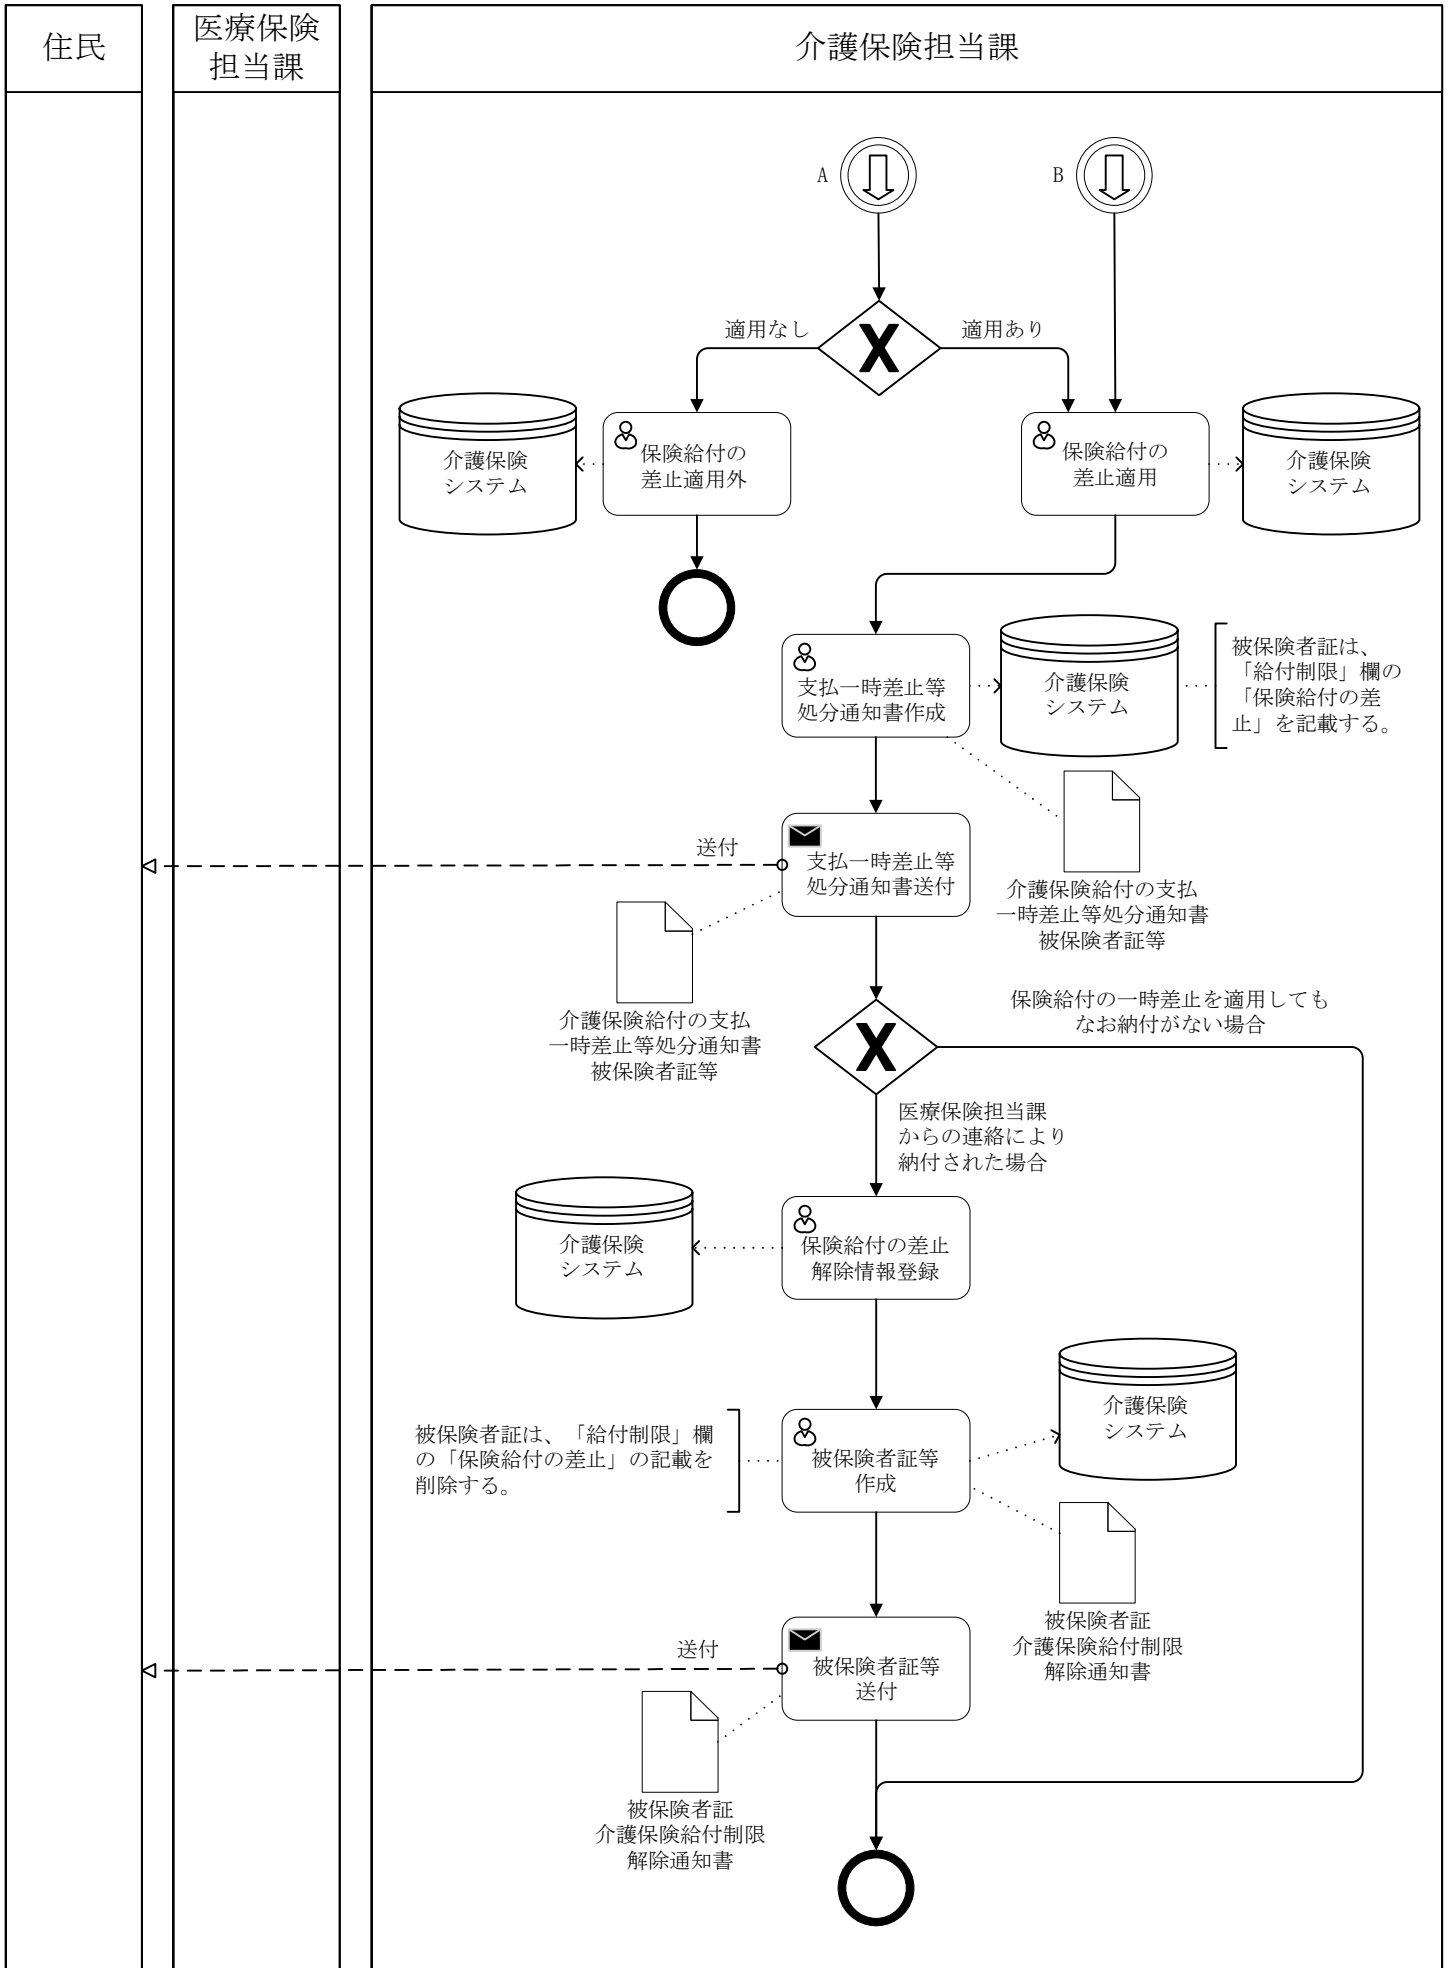 住民
医療保険
担当課
介護保険担当課
A
B
適用なし
適用あり
介護保険
システム
保険給付の
差止適用外
保険給付の
差止適用
介護保険
システム
支払一時差止等
処分通知書作成
介護保険
システム
被保険者証は、
「給付制限」欄の
「保険給付の差
止」を記載する。
送付
支払一時差止等
処分通知書送付
介護保険給付の支払
一時差止等処分通知書
被保険者証等
介護保険給付の支払
一時差止等処分通知書
被保険者証等
保険給付の一時差止を適用しても
なお納付がない場合
医療保険担当課
からの連絡により
納付された場合
介護保険
システム
保険給付の差止
解除情報登録
被保険者証は、「給付制限」欄
の「保険給付の差止」の記載を
削除する。
被保険者証等
作成
介護保険
システム
被保険者証
介護保険給付制限
解除通知書
送付
被保険者証等
送付
被保険者証
介護保険給付制限
解除通知書